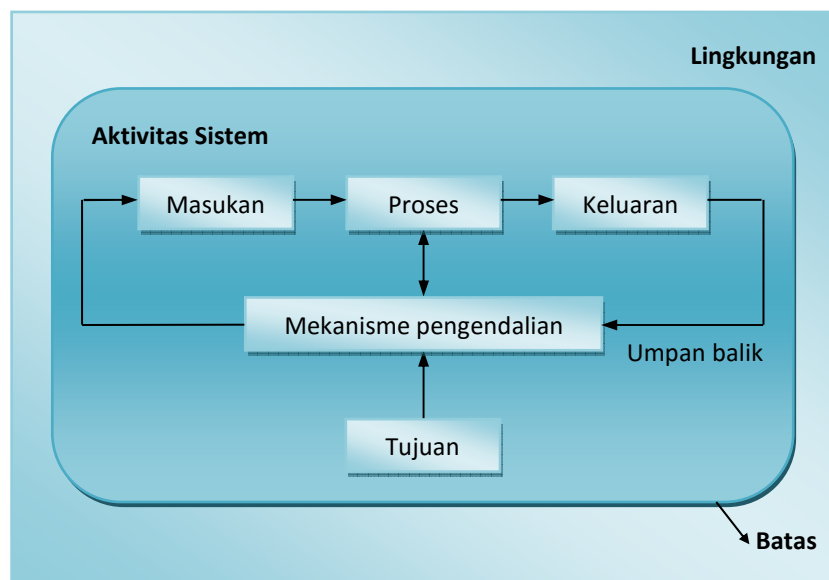 Lingkungan
Aktivitas Sistem
Masukan
Proses
Keluaran
Mekanisme pengendalian
Umpan balik
Tujuan
Batas